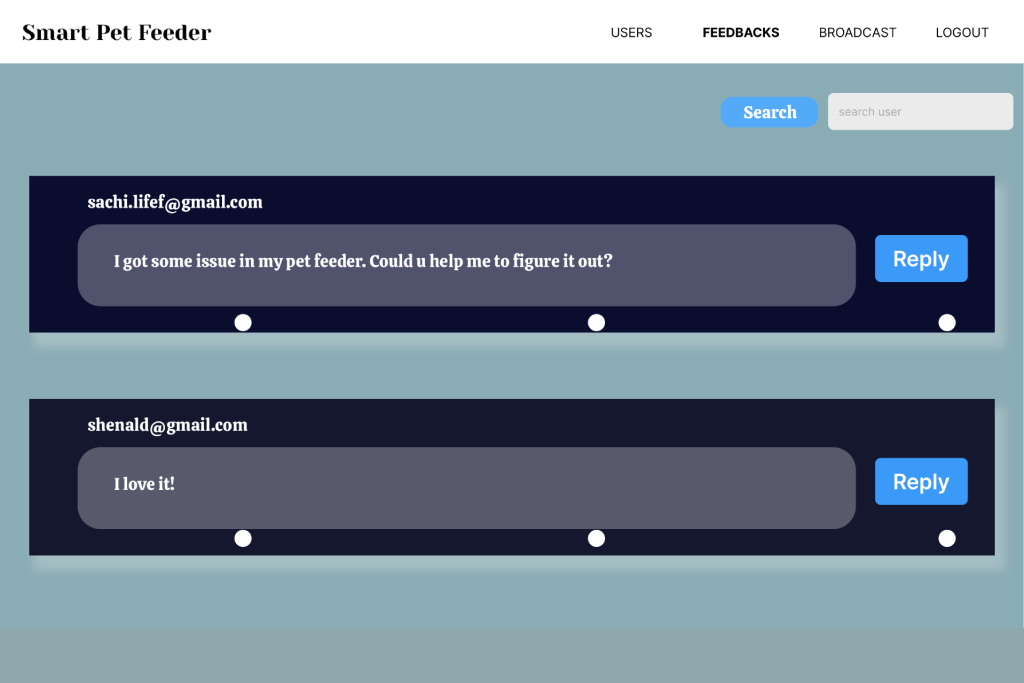 Smart Pet Feeder
USERS FEEDBACKS BROADCAST LOGOUT
Search search user
sachi.lifef@gmail.com
I got some issue in my pet feeder. Could u help me to figure it out?
Reply
shenald@gmail.com
I love it!
Reply